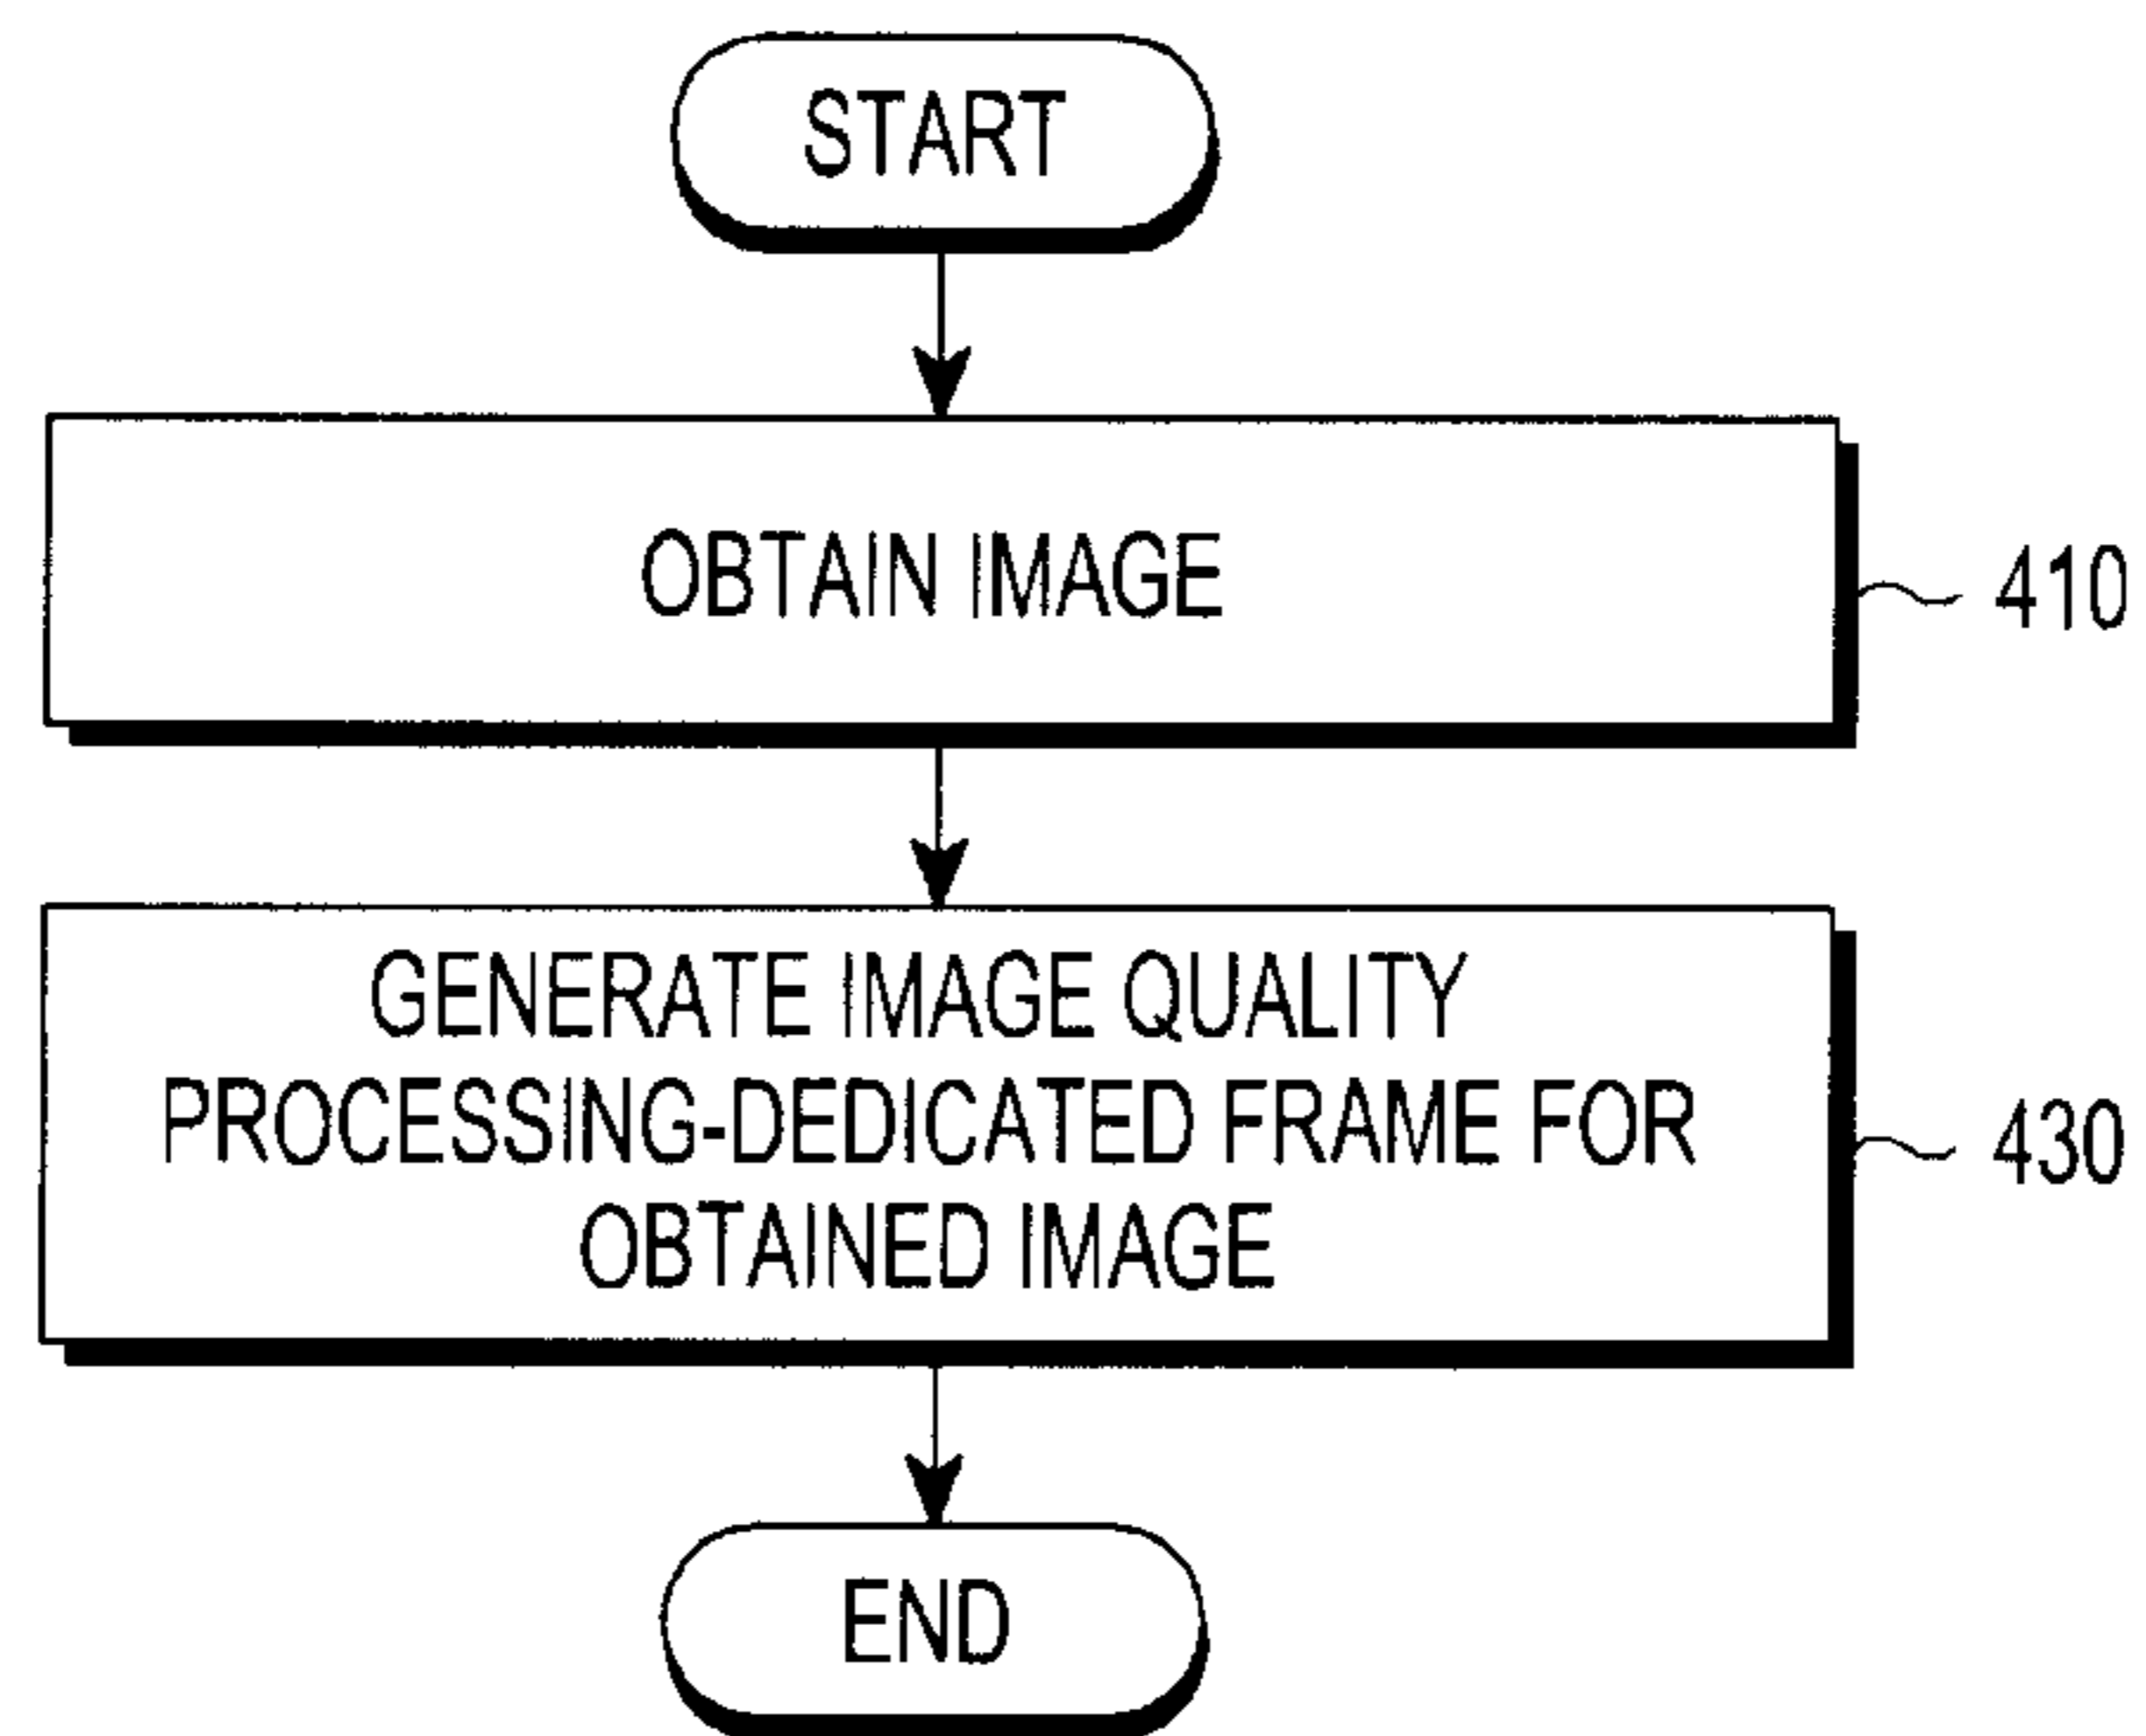 START
OBTAIN IMAGE
410
GENERATE IMAGE QUALITY
PROCESSING-DEDICATED FRAME FOR
OBTAINED IMAGE
430
END